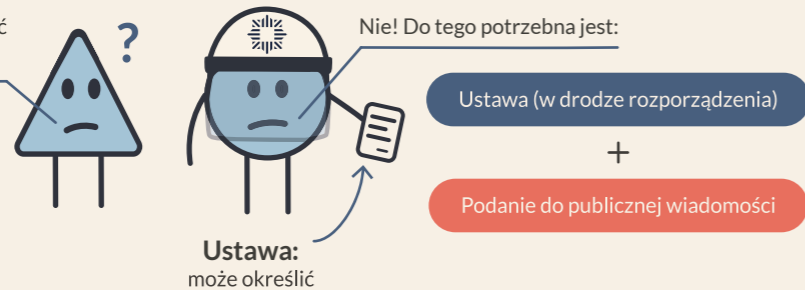 ć
?
Nie! Do tego potrzebna jest:
Ustawa (w drodze rozporządzenia)
+
Podanie do publicznej wiadomości
Ustawa:
może określić